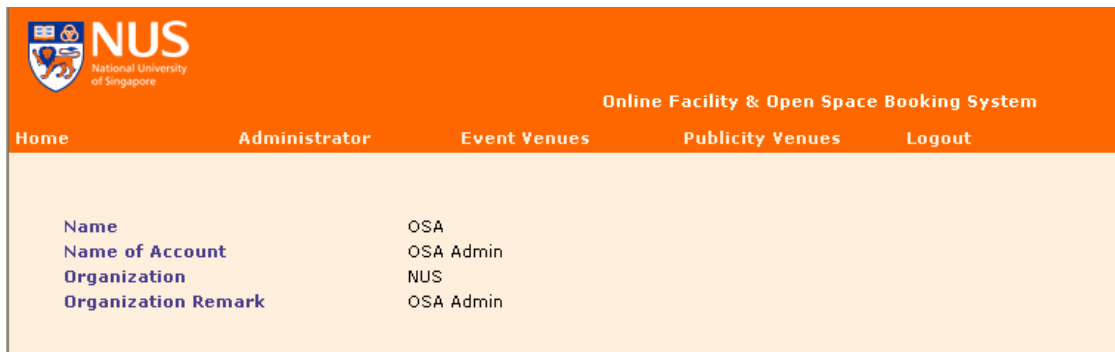 NUS
National University
of Singapore
Online Facility & Open Space Booking System
Home Administrator Event Venues Publicity Venues Logout
Name OSA
Name of Account OSA Admin
Organization NUS
Organization Remark OSA Admin